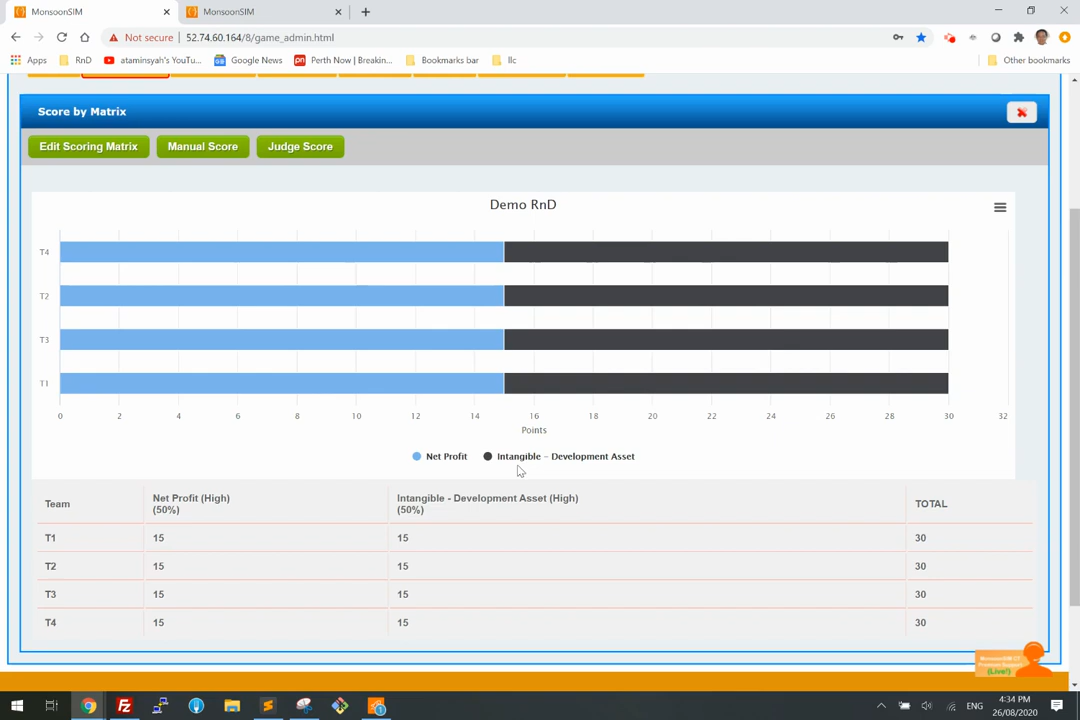 MonsoonSIM
MonsoonSIM
Not secure
52.74.60.164/8/game_admin.html
Apps
RnD
ataminsyah's YouTu...
Google News
Perth Now | Breakin...
Bookmarks bar
llc
Other bookmarks
Score by Matrix
Edit Scoring Matrix
Manual Score
Judge Score
Demo RnD
T4
T2
T3
T1
0 2 4 6 8 10 12 14 16 18 20 22 24 26 28 30 32
Points
Net Profit
Intangible - Development Asset
Team
Net Profit (High)
(50%)
Intangible - Development Asset (High)
(50%)
TOTAL
T1 15 15 30
T2 15 15 30
T3 15 15 30
T4 15 15 30
(Live!)
ENG
4:34 PM
26/08/2020